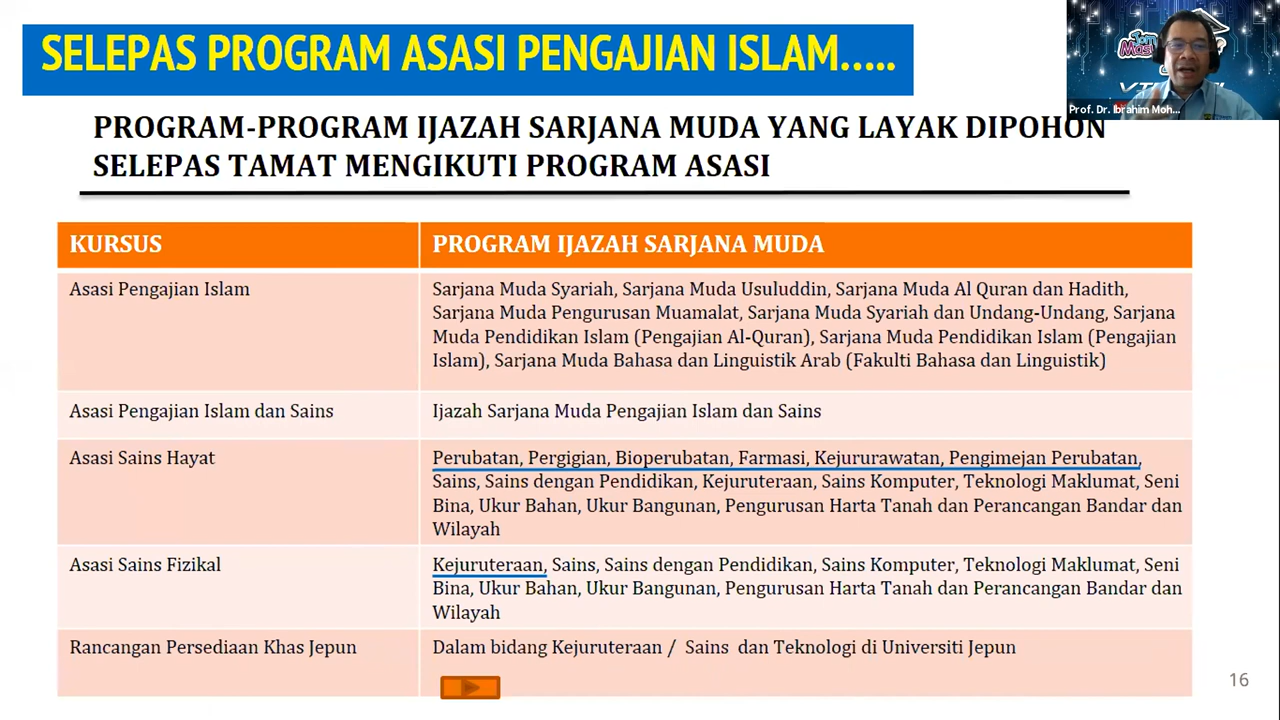 SELEPAS PROGRAM ASASI PENGAJIAN ISLAM.....
Jom
Masuk
Prof. Dr. Ibrahim Moh...
PROGRAM-PROGRAM IJAZAH SARJANA MUDA YANG LAYAK DIPOHON
SELEPAS TAMAT MENGIKUTI PROGRAM ASASI
KURSUS
PROGRAM IJAZAH SARJANA MUDA
Asasi Pengajian Islam
Sarjana Muda Syariah, Sarjana Muda Usuluddin, Sarjana Muda Al Quran dan Hadith,
Sarjana Muda Pengurusan Muamalat, Sarjana Muda Syariah dan Undang-Undang, Sarjana
Muda Pendidikan Islam (Pengajian Al-Quran), Sarjana Muda Pendidikan Islam (Pengajian
Islam), Sarjana Muda Bahasa dan Linguistik Arab (Fakulti Bahasa dan Linguistik)
Asasi Pengajian Islam dan Sains
Ijazah Sarjana Muda Pengajian Islam dan Sains
Asasi Sains Hayat
Perubatan, Pergigian, Bioperubatan, Farmasi, Kejururawatan, Pengimejan Perubatan,
Sains, Sains dengan Pendidikan, Kejuruteraan, Sains Komputer, Teknologi Maklumat, Seni
Bina, Ukur Bahan, Ukur Bangunan, Pengurusan Harta Tanah dan Perancangan Bandar dan
Wilayah
Asasi Sains Fizikal
Kejuruteraan, Sains, Sains dengan Pendidikan, Sains Komputer, Teknologi Maklumat, Seni
Bina, Ukur Bahan, Ukur Bangunan, Pengurusan Harta Tanah dan Perancangan Bandar dan
Wilayah
Rancangan Persediaan Khas Jepun
Dalam bidang Kejuruteraan / Sains dan Teknologi di Universiti Jepun
16